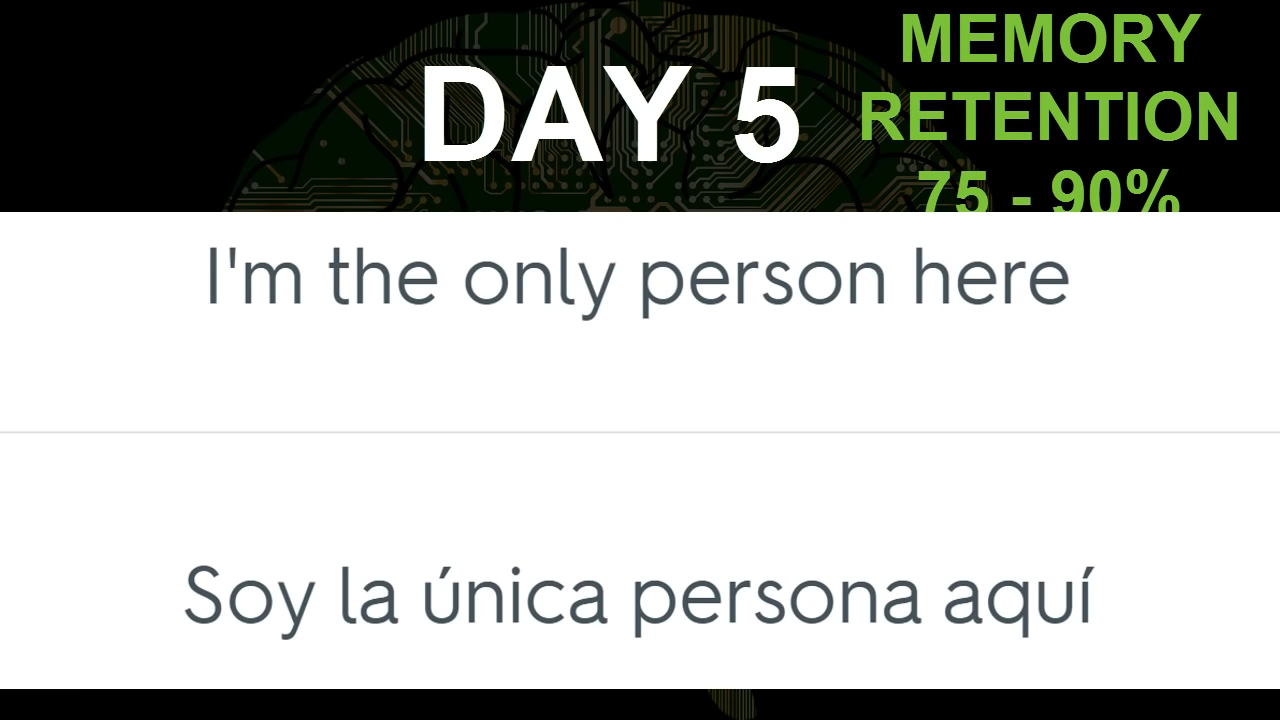 DAY 5
MEMORY
RETENTION
75 - 90%
I'm the only person here
Soy la única persona aquí